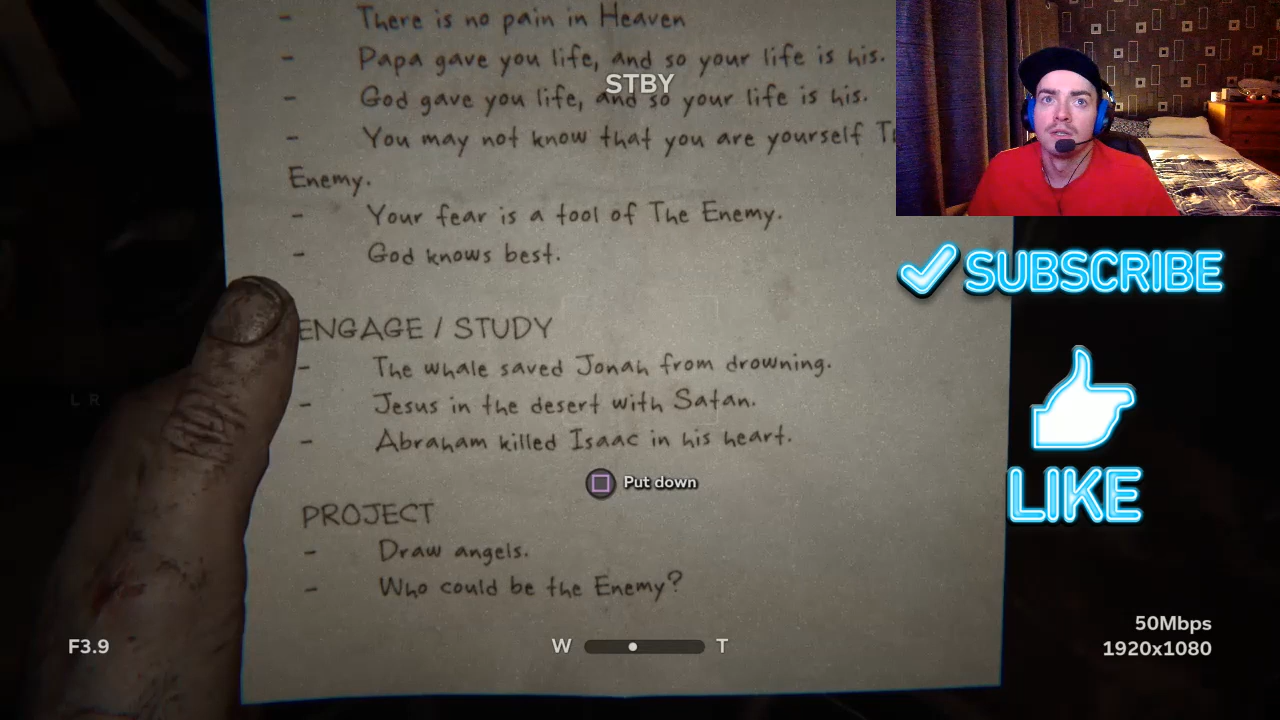 - There is no pain in Heaven
- Papa gave you life, and so your life is his.
STBY
- God gave you life, and so your life is his.
- You may not know that you are yourself
Enemy.
- Your fear is a tool of The Enemy.
- God knows best.
SUBSCRIBE
ENGAGE / STUDY
- The whale saved Jonah from drowning.
- Jesus in the desert with Satan.
L R
- Abraham killed Isaac in his heart.
Put down
LIKE
PROJECT
- Draw angels.
- Who could be the Enemy?
50Mbps
F3.9
W T
1920x1080